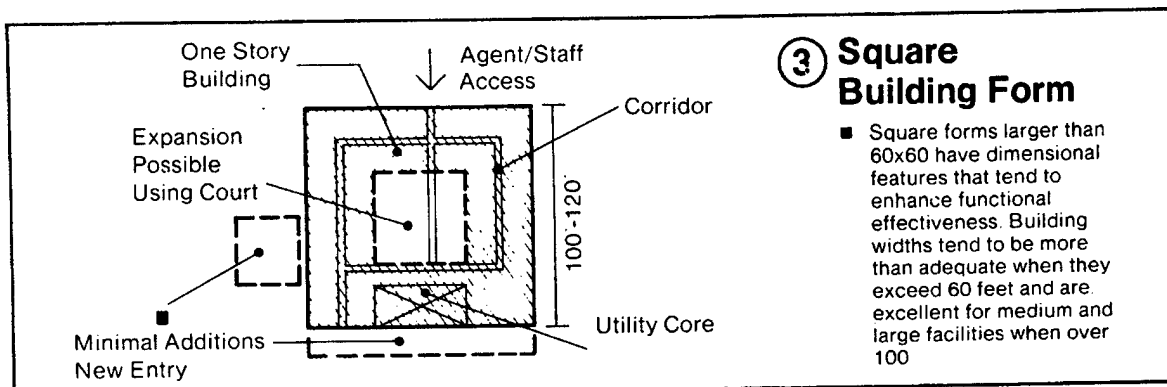 One Story
Building
Agent/Staff
Access
Corridor
Expansion
Possible
Using Court
100'-120'
Utility Core
Minimal Additions
New Entry
3 Square
Building Form
■ Square forms larger than
60x60 have dimensional
features that tend to
enhance functional
effectiveness. Building
widths tend to be more
than adequate when they
exceed 60 feet and are.
excellent for medium and
large facilities when over
100